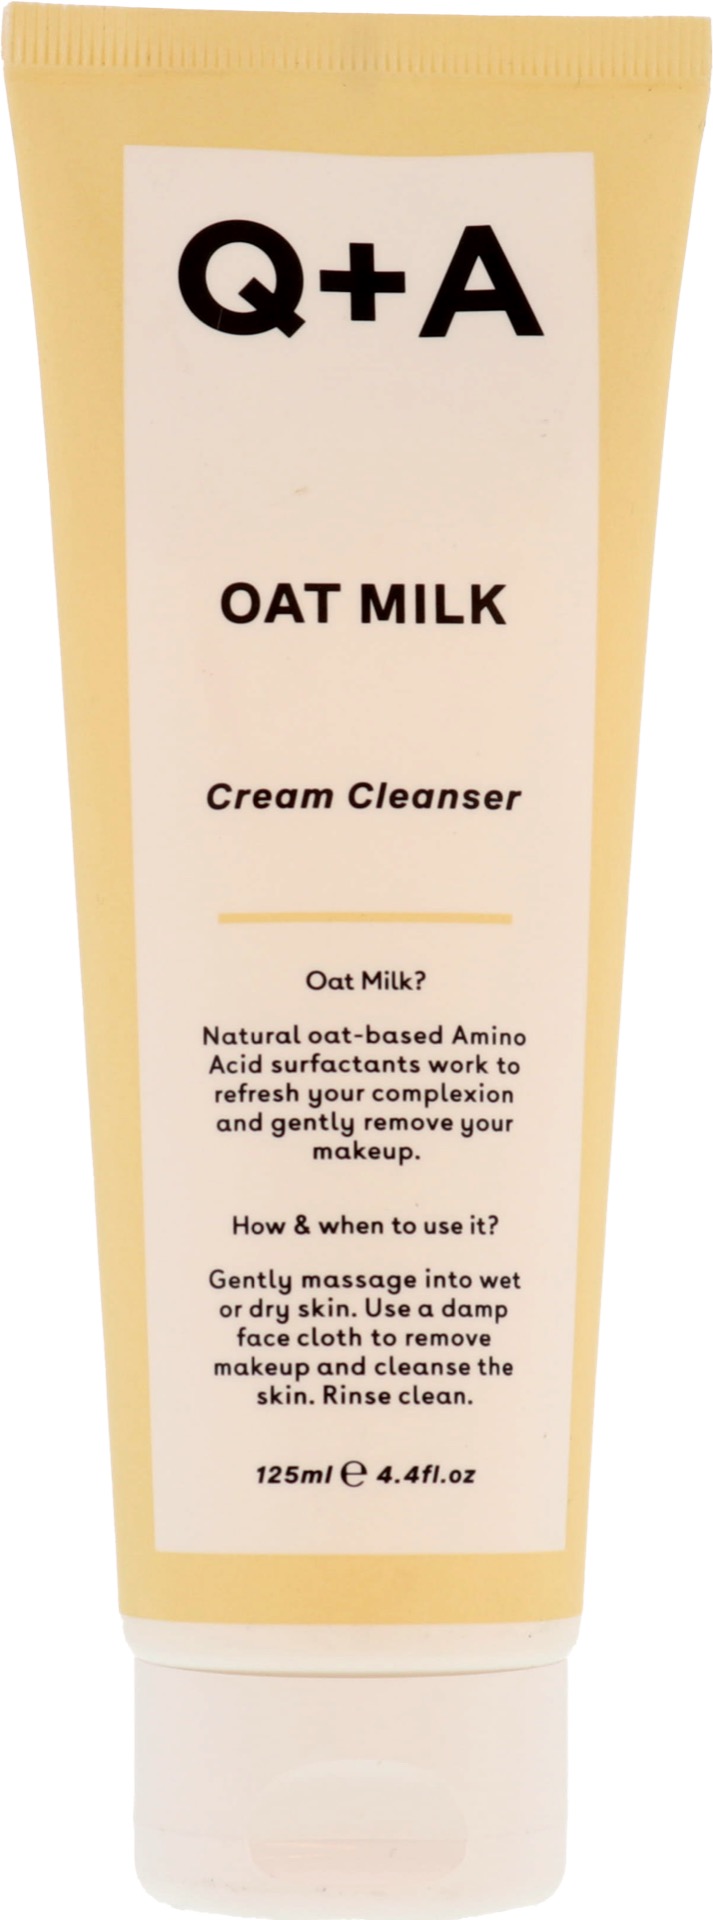 Q+A
OAT MILK
Cream Cleanser
Oat Milk?
Natural oat-based Amino
Acid surfactants work to
refresh your complexion
and gently remove your
makeup.
How & when to use it?
Gently massage into wet
or dry skin. Use a damp
face cloth to remove
makeup and cleanse the
skin. Rinse clean.
125ml ℮ 4.4fl.oz